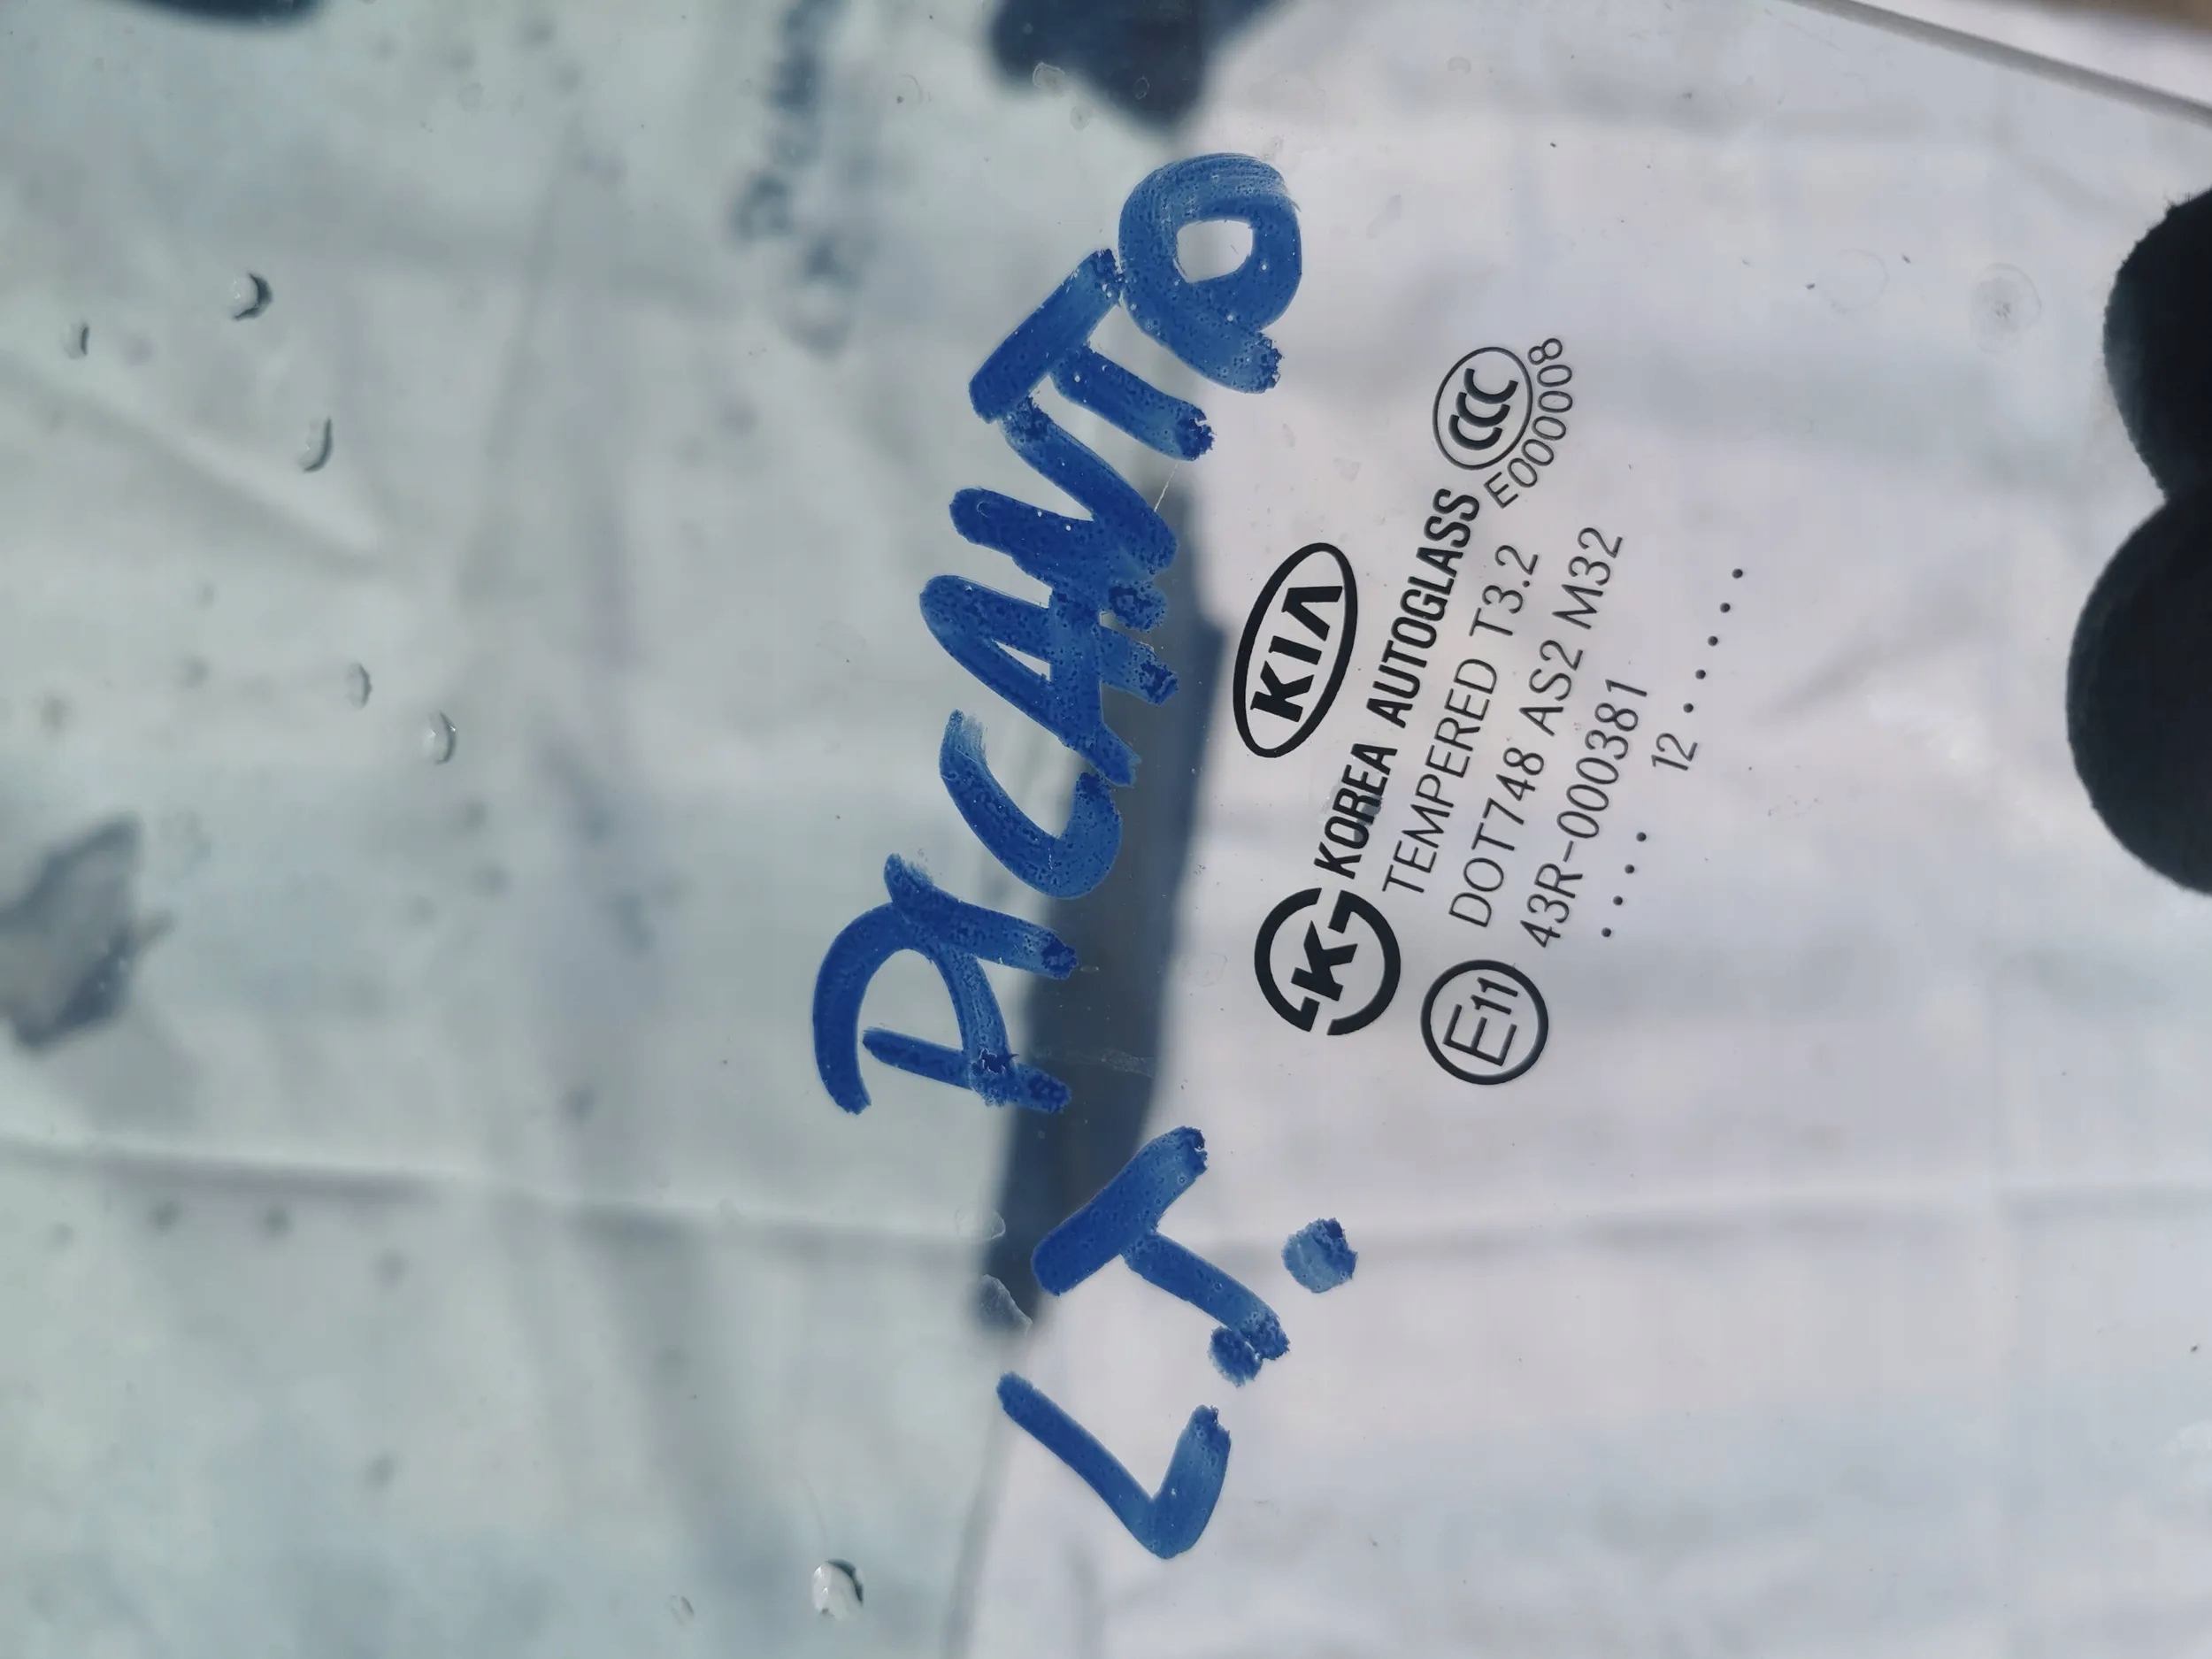 L.T. PICANTO
KIA
KOREA AUTOGLASS
CCC
E000008
TEMPERED T3.2
E11
DOT748 AS2 M32
43R-000381
.... 12 ......